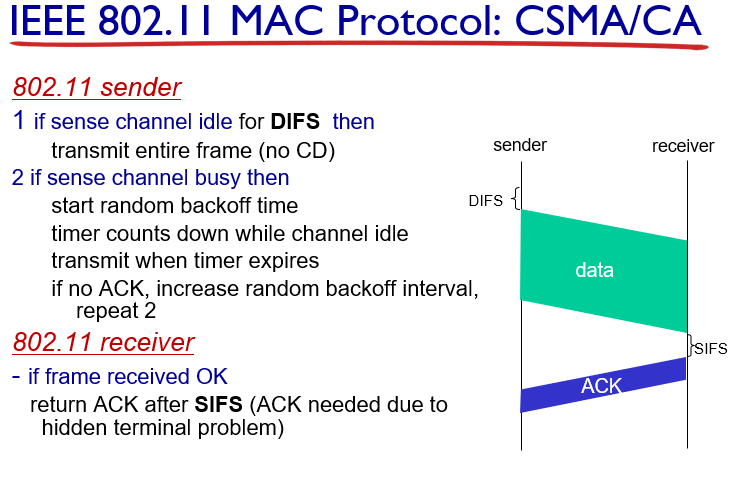 IEEE 802.11 MAC Protocol: CSMA/CA
802.11 sender
1 if sense channel idle for DIFS then
transmit entire frame (no CD)
2 if sense channel busy then
start random backoff time
timer counts down while channel idle
transmit when timer expires
if no ACK, increase random backoff interval,
repeat 2
802.11 receiver
- if frame received OK
return ACK after SIFS (ACK needed due to
hidden terminal problem)
sender
receiver
DIFS
data
SIFS
ACK